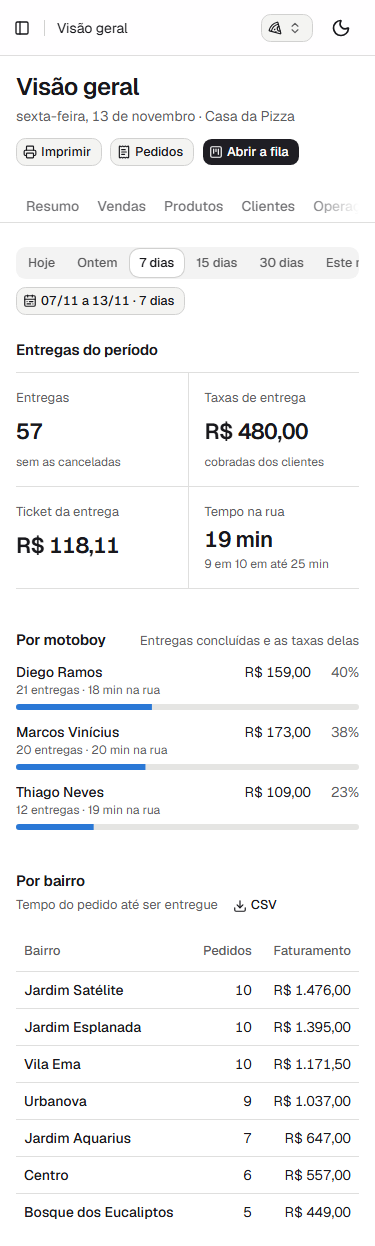 Visão geral
Visão geral
sexta-feira, 13 de novembro · Casa da Pizza
Imprimir Pedidos Abrir a fila
Resumo Vendas Produtos Clientes
Hoje Ontem 7 dias 15 dias 30 dias Este
07/11 a 13/11 · 7 dias
Entregas do período
Entregas
57
sem as canceladas
Taxas de entrega
R$ 480,00
cobradas dos clientes
Ticket da entrega
R$ 118,11
Tempo na rua
19 min
9 em 10 em até 25 min
Por motoboy Entregas concluídas e as taxas delas
Diego Ramos R$ 159,00 40%
21 entregas · 18 min na rua
Marcos Vinícius R$ 173,00 38%
20 entregas · 20 min na rua
Thiago Neves R$ 109,00 23%
12 entregas · 19 min na rua
Por bairro
Tempo do pedido até ser entregue CSV
Bairro Pedidos Faturamento
Jardim Satélite 10 R$ 1.476,00
Jardim Esplanada 10 R$ 1.395,00
Vila Ema 10 R$ 1.171,50
Urbanova 9 R$ 1.037,00
Jardim Aquarius 7 R$ 647,00
Centro 6 R$ 557,00
Bosque dos Eucaliptos 5 R$ 449,00